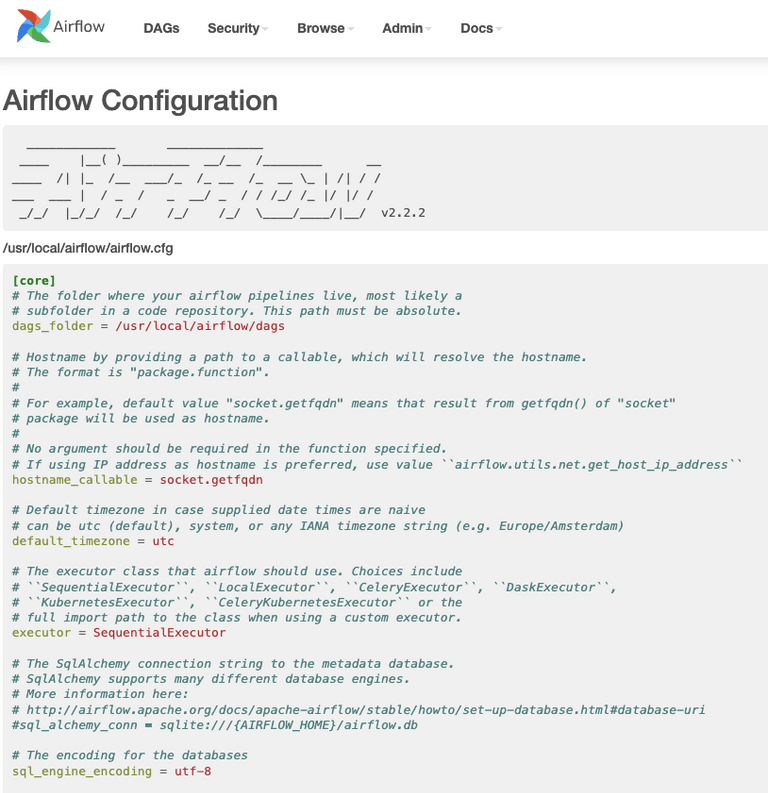 Airflow
DAGs Security Browse Admin Docs
Airflow Configuration
  ____________       _____________
 ____    |__( )_________  __/__  /________      __
____  /| |_  /__  ___/_  /_ __  /_  __ \_ | /| / /
___  ___ |  / _  /   _  __/ _  / / /_/ /_ |/ |/ /
 _/_/  |_/_/  /_/    /_/    /_/  \____/____/|__/  v2.2.2
/usr/local/airflow/airflow.cfg
[core]
# The folder where your airflow pipelines live, most likely a
# subfolder in a code repository. This path must be absolute.
dags_folder = /usr/local/airflow/dags
# Hostname by providing a path to a callable, which will resolve the hostname.
# The format is "package.function".
#
# For example, default value "socket.getfqdn" means that result from getfqdn() of "socket"
# package will be used as hostname.
#
# No argument should be required in the function specified.
# If using IP address as hostname is preferred, use value ``airflow.utils.net.get_host_ip_address``
hostname_callable = socket.getfqdn
# Default timezone in case supplied date times are naive
# can be utc (default), system, or any IANA timezone string (e.g. Europe/Amsterdam)
default_timezone = utc
# The executor class that airflow should use. Choices include
# ``SequentialExecutor``, ``LocalExecutor``, ``CeleryExecutor``, ``DaskExecutor``,
# ``KubernetesExecutor``, ``CeleryKubernetesExecutor`` or the
# full import path to the class when using a custom executor.
executor = SequentialExecutor
# The SqlAlchemy connection string to the metadata database.
# SqlAlchemy supports many different database engines.
# More information here:
# http://airflow.apache.org/docs/apache-airflow/stable/howto/set-up-database.html#database-uri
#sql_alchemy_conn = sqlite:///{AIRFLOW_HOME}/airflow.db
# The encoding for the databases
sql_engine_encoding = utf-8